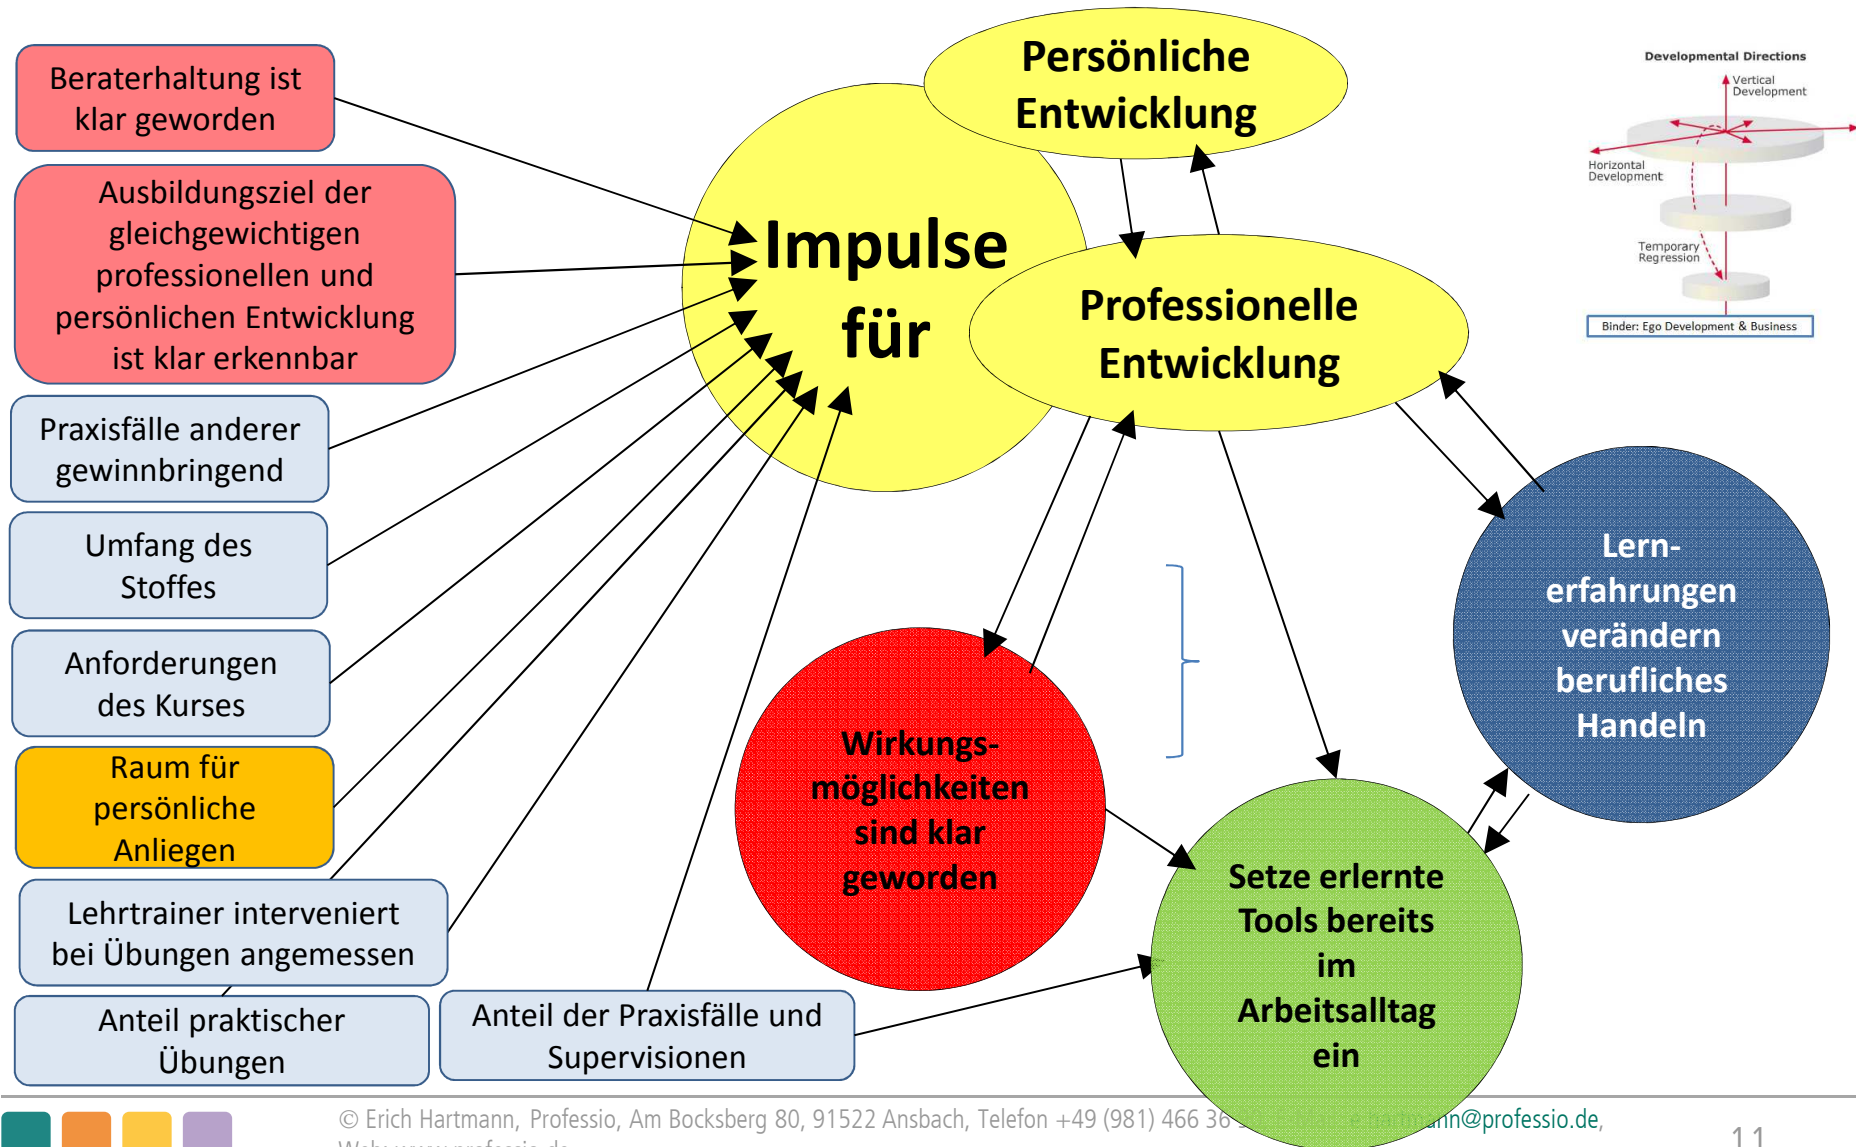 Beraterhaltung ist
klar geworden
Ausbildungsziel der
gleichgewichtigen
professionellen und
persönlichen Entwicklung
ist klar erkennbar
Praxisfälle anderer
gewinnbringend
Umfang des
Stoffes
Anforderungen
des Kurses
Raum für
persönliche
Anliegen
Lehrtrainer interveniert
bei Übungen angemessen
Anteil praktischer
Übungen
Anteil der Praxisfälle und
Supervisionen
Impulse
für
Persönliche
Entwicklung
Professionelle
Entwicklung
Wirkungs-
möglichkeiten
sind klar
geworden
Setze erlernte
Tools bereits
im
Arbeitsalltag
ein
Lern-
erfahrungen
verändern
berufliches
Handeln
Developmental Directions
Vertical
Development
Horizontal
Development
Temporary
Regression
Binder: Ego Development & Business
© Erich Hartmann, Professio, Am Bocksberg 80, 91522 Ansbach, Telefon +49 (981) 466 36 hartmann@professio.de,
11